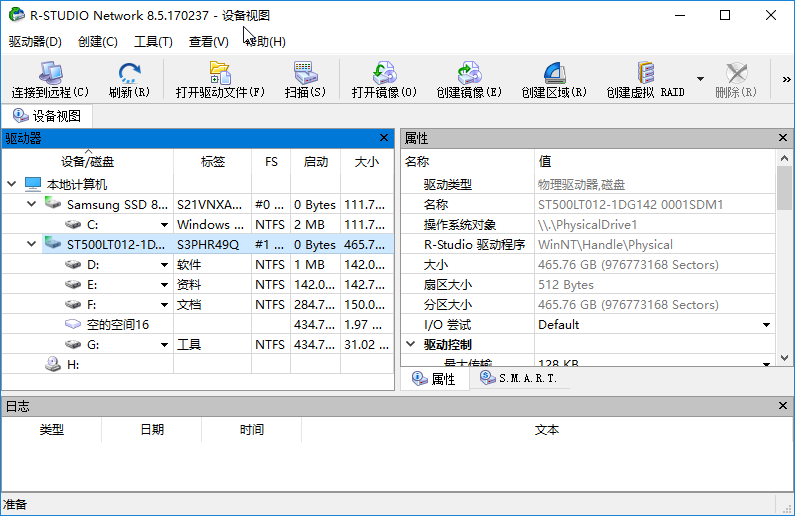 R-STUDIO Network 8.5.170237 - 设备视图
驱动器(D) 创建(C) 工具(T) 查看(V) 帮助(H)
连接到远程(C) 刷新(R) 打开驱动文件(F) 扫描(S) 打开镜像(O) 创建镜像(E) 创建区域(R) 创建虚拟 RAID 删除(R) »
设备视图
驱动器
设备/磁盘 标签 FS 启动 大小
本地计算机
Samsung SSD 8... S21VNXA... #0 ... 0 Bytes 111.7...
C: Windows ... NTFS 2 MB 111.7...
ST500LT012-1D... S3PHR49Q #1 ... 0 Bytes 465.7...
D: 软件 NTFS 1 MB 142.0...
E: 资料 NTFS 142.0... 142.7...
F: 文档 NTFS 284.7... 150.0...
空的空间16 434.7... 1.97 ...
G: 工具 NTFS 434.7... 31.02 ...
H:
属性
名称 值
驱动类型 物理驱动器,磁盘
名称 ST500LT012-1DG142 0001SDM1
操作系统对象 \\.\PhysicalDrive1
R-Studio 驱动程序 WinNT\Handle\Physical
大小 465.76 GB (976773168 Sectors)
扇区大小 512 Bytes
分区大小 465.76 GB (976773168 Sectors)
I/O 尝试 Default
驱动控制
最大传输 128 KB
属性 S.M.A.R.T.
日志
类型 日期 时间 文本
准备